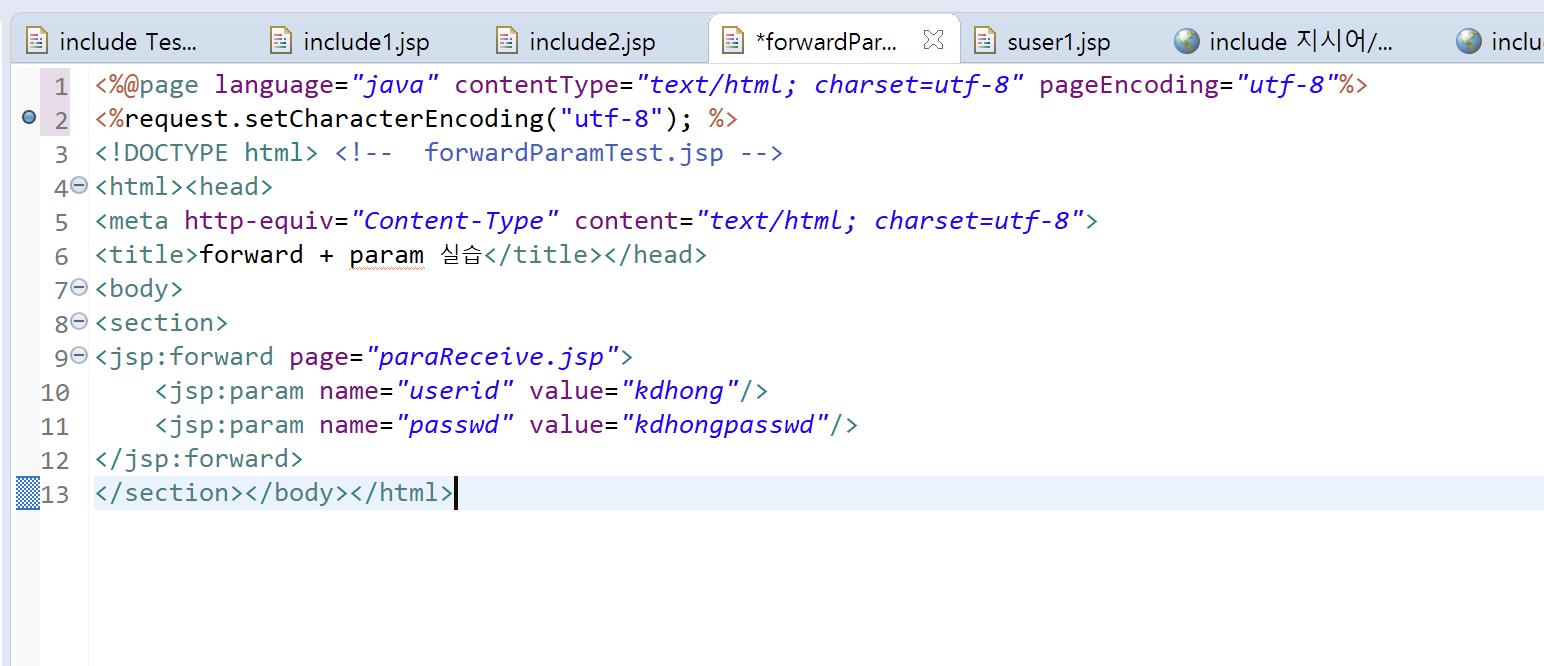 include Tes... include1.jsp include2.jsp *forwardPar... suser1.jsp include 지시어/... inclu
1 <%@page language="java" contentType="text/html; charset=utf-8" pageEncoding="utf-8"%>
2 <%request.setCharacterEncoding("utf-8"); %>
3 <!DOCTYPE html> <!--  forwardParamTest.jsp -->
4 <html><head>
5 <meta http-equiv="Content-Type" content="text/html; charset=utf-8">
6 <title>forward + param 실습</title></head>
7 <body>
8 <section>
9 <jsp:forward page="paraReceive.jsp">
10     <jsp:param name="userid" value="kdhong"/>
11     <jsp:param name="passwd" value="kdhongpasswd"/>
12 </jsp:forward>
13 </section></body></html>